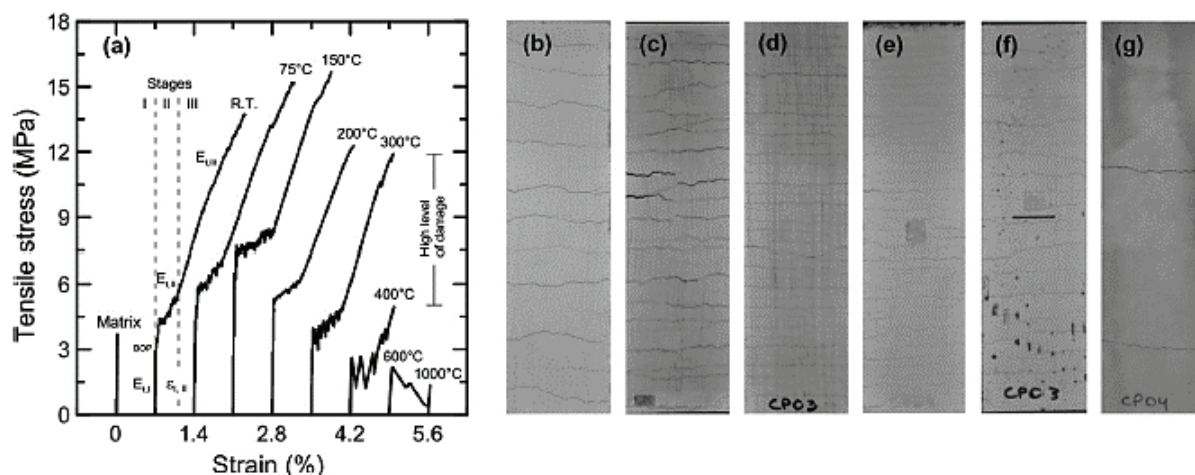 (a)
Stages
I II III
Matrix
R.T.
75°C
150°C
200°C
300°C
400°C
600°C
1000°C
High level
of damage
BOP
18
15
12
9
6
3
0
0 1.4 2.8 4.2 5.6
Tensile stress (MPa)
Strain (%)
(b)
(c)
(d)
CP03
(e)
(f)
CP03
(g)
CP04